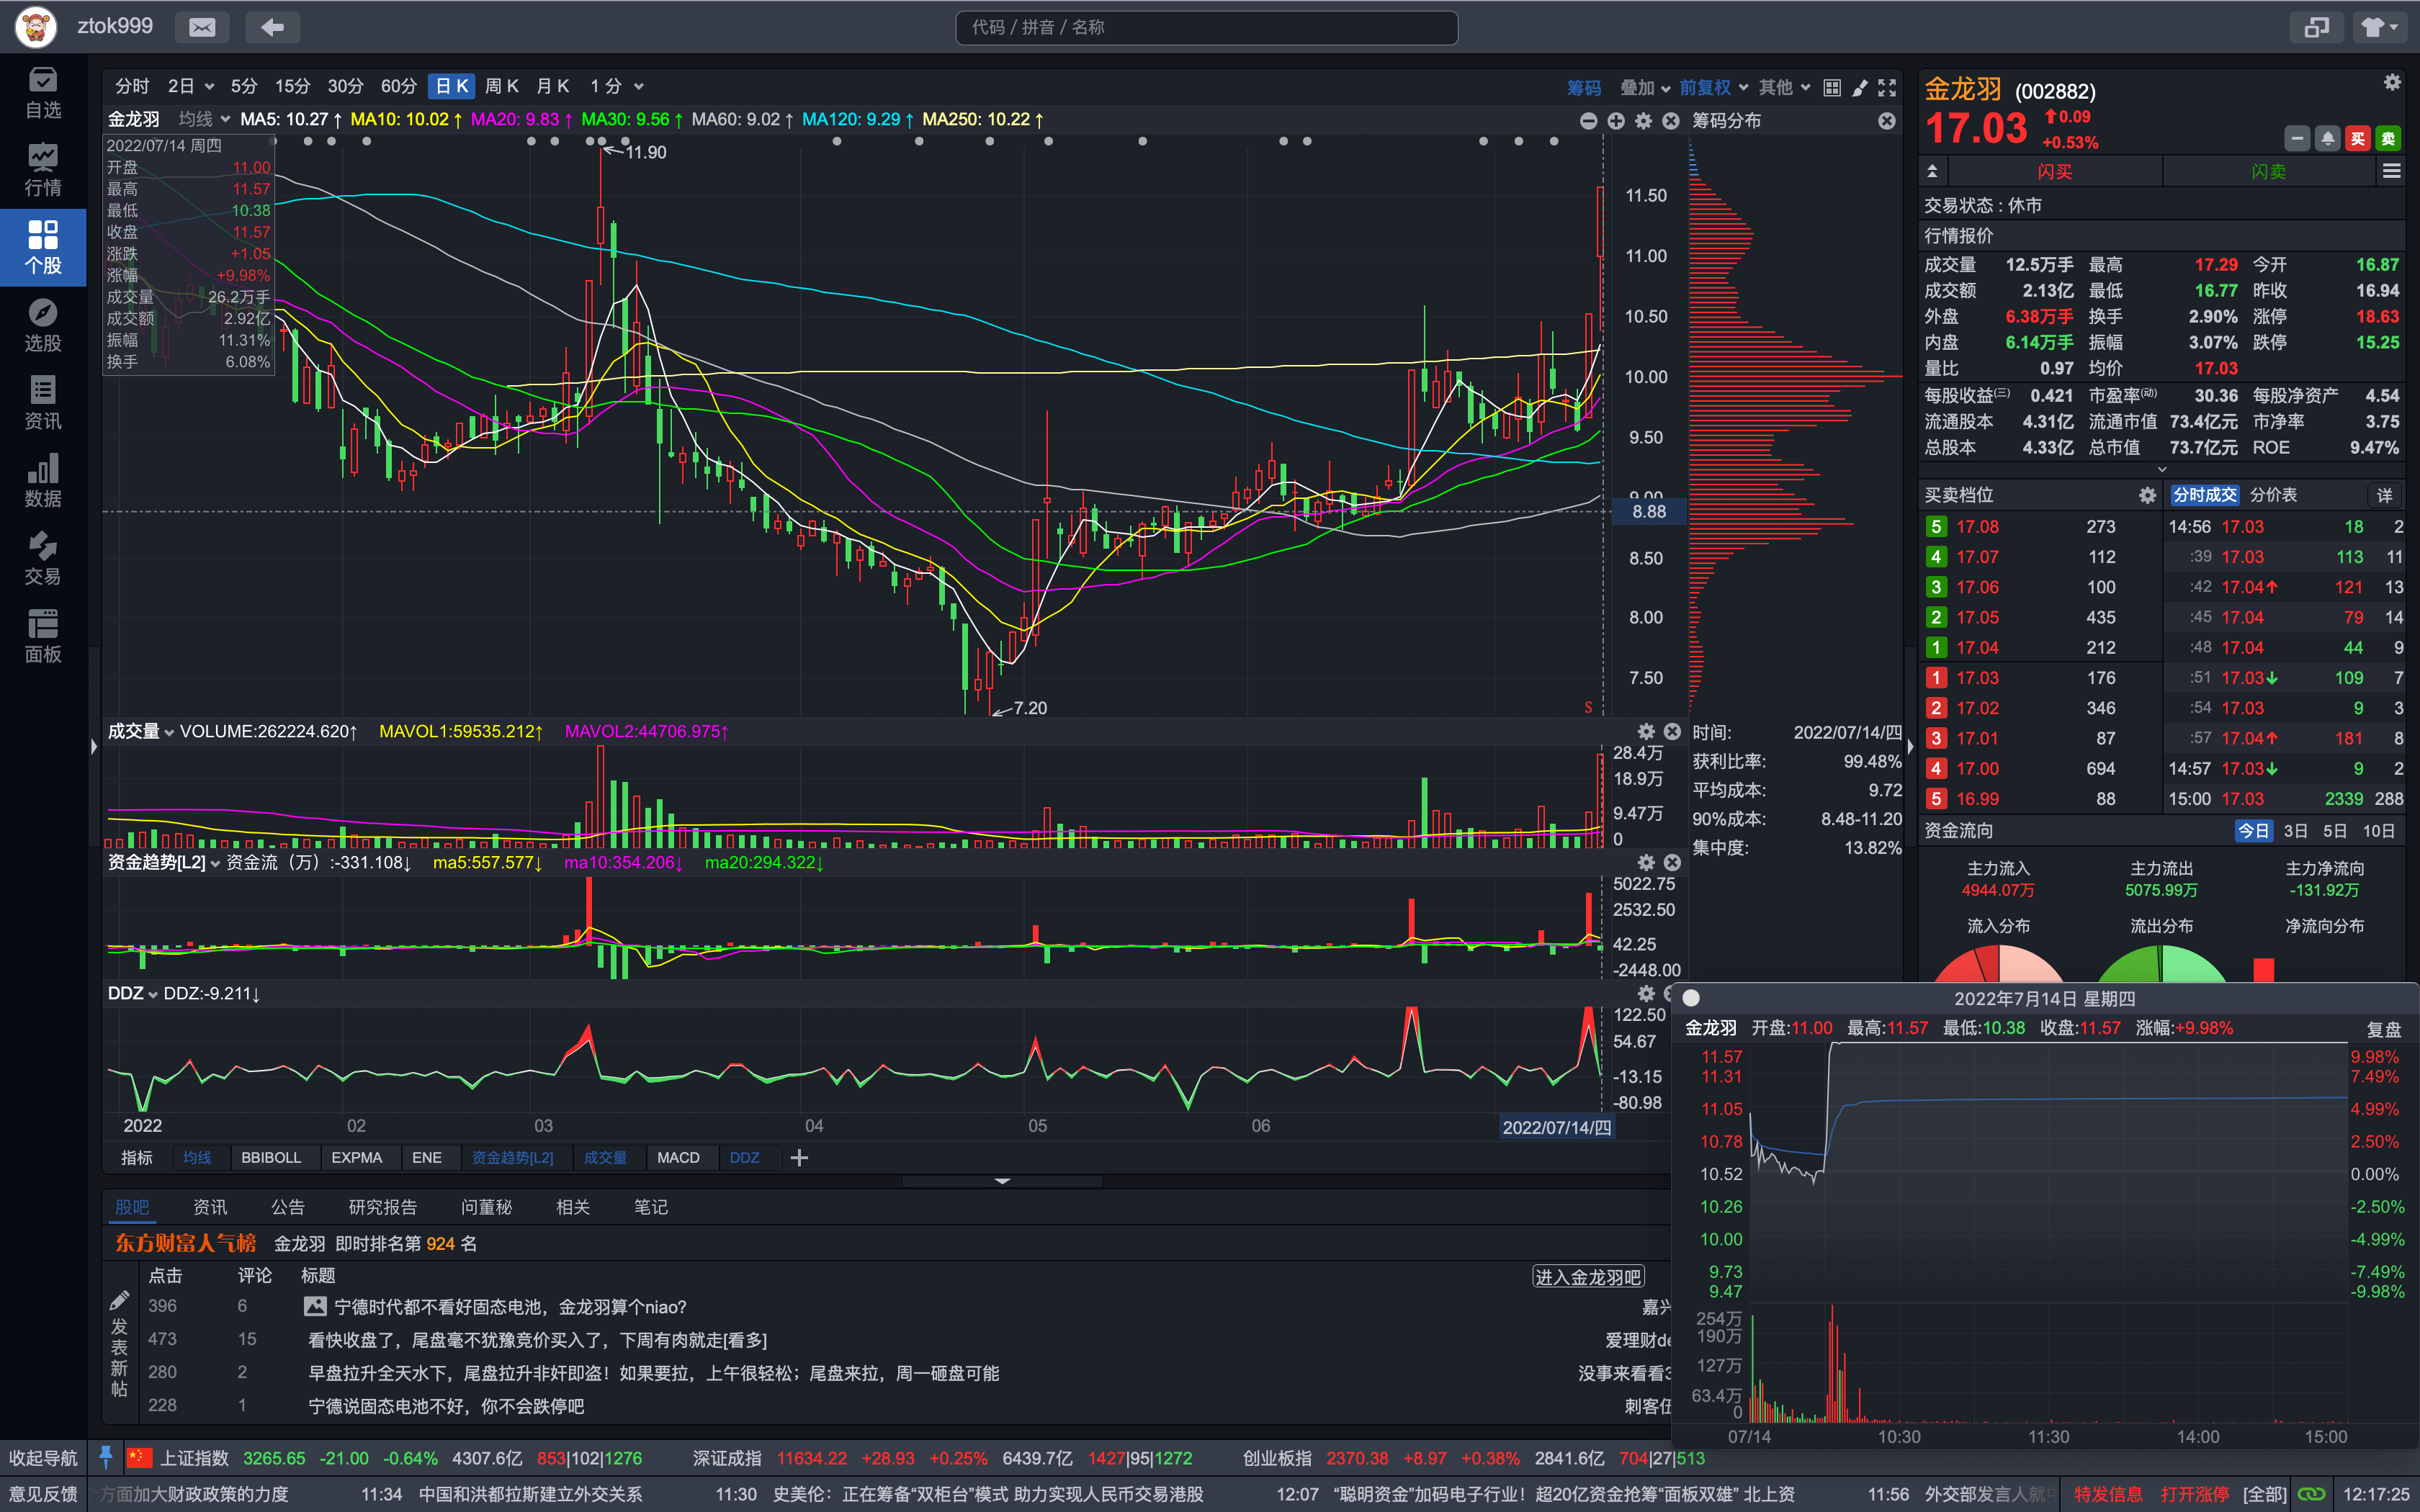 ztok999
代码 / 拼音 / 名称
自选
行情
个股
选股
资讯
数据
交易
面板
分时 2日 5分 15分 30分 60分 日K 周K 月K 1分 筹码 叠加 前复权 其他
金龙羽 均线 MA5: 10.27↑ MA10: 10.02↑ MA20: 9.83↑ MA30: 9.56↑ MA60: 9.02↑ MA120: 9.29↑ MA250: 10.22↑
筹码分布
2022/07/14 周四
开盘 11.00
最高 11.57
最低 10.38
收盘 11.57
涨跌 +1.05
涨幅 +9.98%
成交量 26.2万手
成交额 2.92亿
振幅 11.31%
换手 6.08%
11.90
7.20
S
11.50
11.00
10.50
10.00
9.50
9.00
8.88
8.50
8.00
7.50
成交量 VOLUME:262224.620↑ MAVOL1:59535.212↑ MAVOL2:44706.975↑
28.4万
18.9万
9.47万
0
时间: 2022/07/14/四
获利比率: 99.48%
平均成本: 9.72
90%成本: 8.48-11.20
集中度: 13.82%
资金趋势[L2] 资金流（万）:-331.108↓ ma5:557.577↓ ma10:354.206↓ ma20:294.322↓
5022.75
2532.50
42.25
-2448.00
DDZ DDZ:-9.211↓
122.50
54.67
-13.15
-80.98
2022 02 03 04 05 06 2022/07/14/四
指标 均线 BBIBOLL EXPMA ENE 资金趋势[L2] 成交量 MACD DDZ +
股吧 资讯 公告 研究报告 问董秘 相关 笔记
东方财富人气榜 金龙羽 即时排名第 924 名
点击 评论 标题 进入金龙羽吧
发表新帖
396 6 宁德时代都不看好固态电池，金龙羽算个niao? 嘉兴
473 15 看快收盘了，尾盘毫不犹豫竞价买入了，下周有肉就走[看多] 爱理财de
280 2 早盘拉升全天水下，尾盘拉升非奸即盗！如果要拉，上午很轻松；尾盘来拉，周一砸盘可能 没事来看看3
228 1 宁德说固态电池不好，你不会跌停吧 刺客伍
金龙羽 (002882)
17.03 0.09
+0.53%
买 卖
闪买 闪卖
交易状态 : 休市
行情报价
成交量 12.5万手 最高 17.29 今开 16.87
成交额 2.13亿 最低 16.77 昨收 16.94
外盘 6.38万手 换手 2.90% 涨停 18.63
内盘 6.14万手 振幅 3.07% 跌停 15.25
量比 0.97 均价 17.03
每股收益(三) 0.421 市盈率(动) 30.36 每股净资产 4.54
流通股本 4.31亿 流通市值 73.4亿元 市净率 3.75
总股本 4.33亿 总市值 73.7亿元 ROE 9.47%
买卖档位 分时成交 分价表 详
5 17.08 273 14:56 17.03 18 2
4 17.07 112 :39 17.03 113 11
3 17.06 100 :42 17.04↑ 121 13
2 17.05 435 :45 17.04 79 14
1 17.04 212 :48 17.04 44 9
1 17.03 176 :51 17.03↓ 109 7
2 17.02 346 :54 17.03 9 3
3 17.01 87 :57 17.04↑ 181 8
4 17.00 694 14:57 17.03↓ 9 2
5 16.99 88 15:00 17.03 2339 288
资金流向 今日 3日 5日 10日
主力流入 主力流出 主力净流向
4944.07万 5075.99万 -131.92万
流入分布 流出分布 净流向分布
2022年7月14日 星期四
金龙羽 开盘:11.00 最高:11.57 最低:10.38 收盘:11.57 涨幅:+9.98% 复盘
11.57 9.98%
11.31 7.49%
11.05 4.99%
10.78 2.50%
10.52 0.00%
10.26 -2.50%
10.00 -4.99%
9.73 -7.49%
9.47 -9.98%
254万
190万
127万
63.4万
0
07/14 10:30 11:30 14:00 15:00
收起导航 上证指数 3265.65 -21.00 -0.64% 4307.6亿 853|102|1276 深证成指 11634.22 +28.93 +0.25% 6439.7亿 1427|95|1272 创业板指 2370.38 +8.97 +0.38% 2841.6亿 704|27|513
意见反馈 方面加大财政政策的力度 11:34 中国和洪都拉斯建立外交关系 11:30 史美伦：正在筹备“双柜台”模式 助力实现人民币交易港股 12:07 “聪明资金”加码电子行业！超20亿资金抢筹“面板双雄” 北上资 11:56 外交部发言人就 特发信息 打开涨停 [全部] 12:17:25